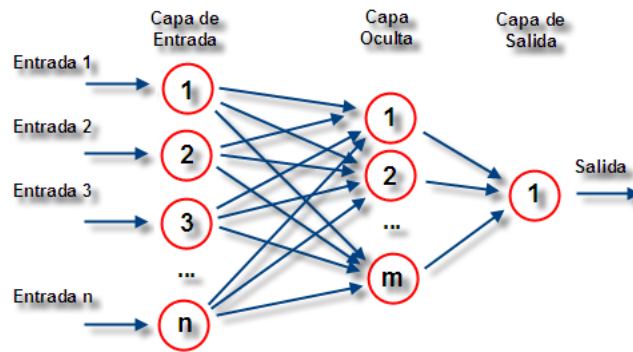 Capa de
Entrada
Capa
Oculta
Capa de
Salida
Entrada 1
1
1
Entrada 2
2
2
Salida
1
Entrada 3
3
...
...
m
Entrada n
n